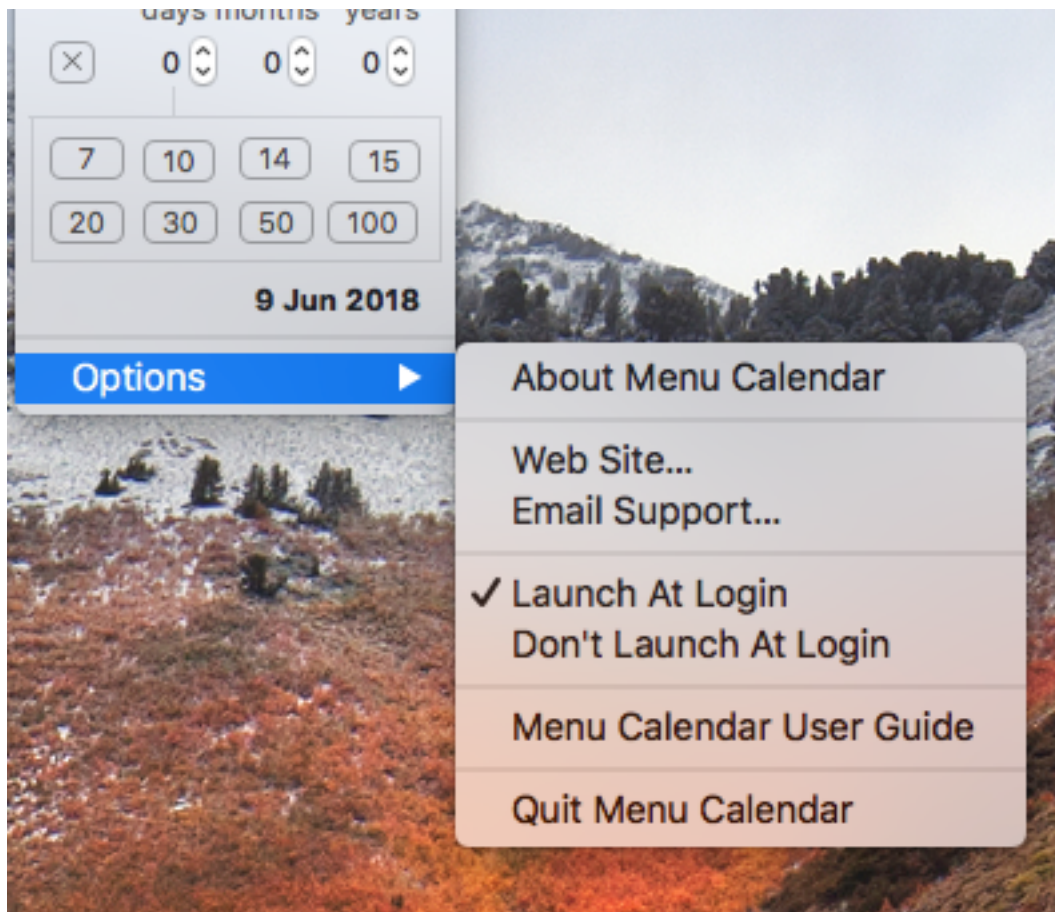 days months years
0 0 0
7 10 14 15
20 30 50 100
9 Jun 2018
Options
About Menu Calendar
Web Site...
Email Support...
Launch At Login
Don't Launch At Login
Menu Calendar User Guide
Quit Menu Calendar